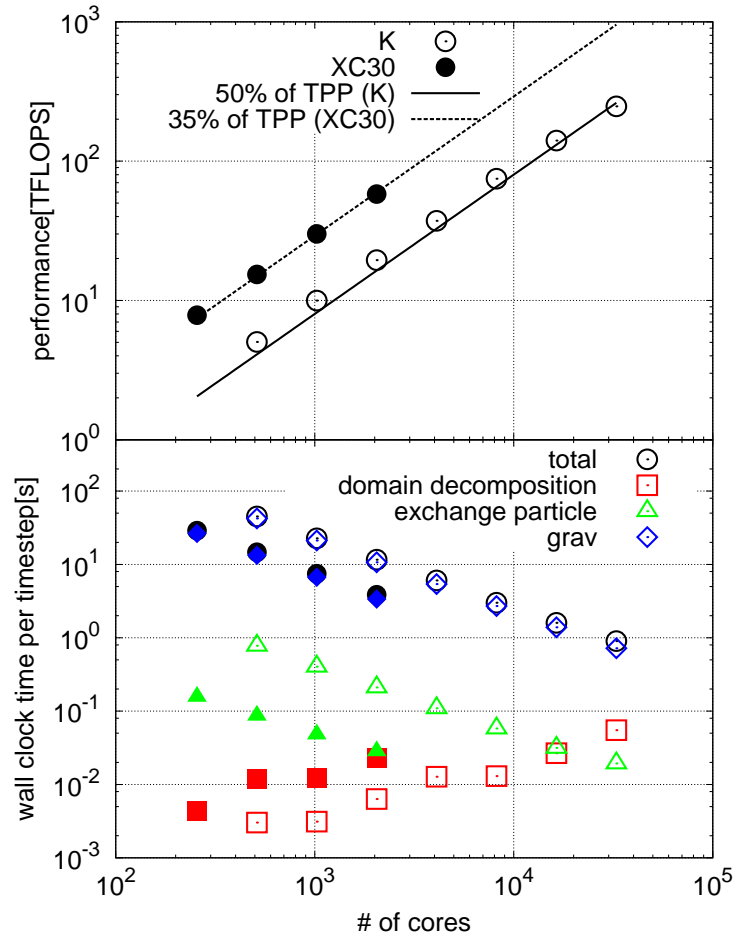 K
XC30
50% of TPP (K)
35% of TPP (XC30)
performance[TFLOPS]
10^3
10^2
10^1
10^0
total
domain decomposition
exchange particle
grav
wall clock time per timestep[s]
10^2
10^1
10^0
10^-1
10^-2
10^-3
10^2
10^3
10^4
10^5
# of cores